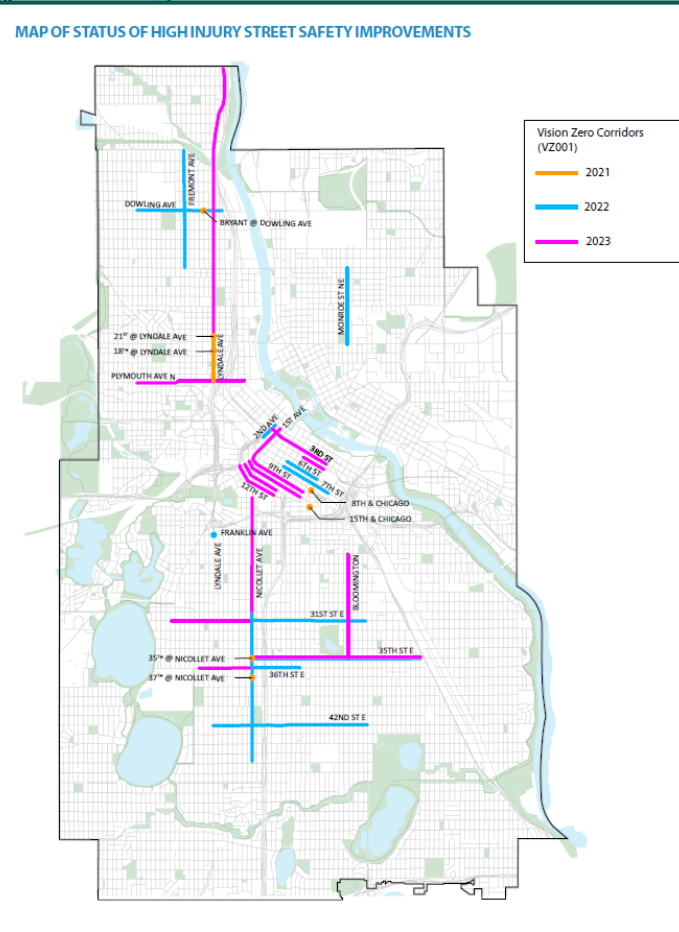 MAP OF STATUS OF HIGH INJURY STREET SAFETY IMPROVEMENTS
Vision Zero Corridors
(VZ001)
2021
2022
2023
FREMONT AVE
DOWLING AVE
BRYANT @ DOWLING AVE
MONROE ST NE
21ST @ LYNDALE AVE
18TH @ LYNDALE AVE
LYNDALE AVE
PLYMOUTH AVE N
2ND AVE
1ST AVE
3RD ST
6TH ST
9TH ST
7TH ST
12TH ST
8TH & CHICAGO
15TH & CHICAGO
FRANKLIN AVE
LYNDALE AVE
NICOLLET AVE
BLOOMINGTON
31ST ST E
35TH ST E
35TH @ NICOLLET AVE
36TH ST E
37TH @ NICOLLET AVE
42ND ST E